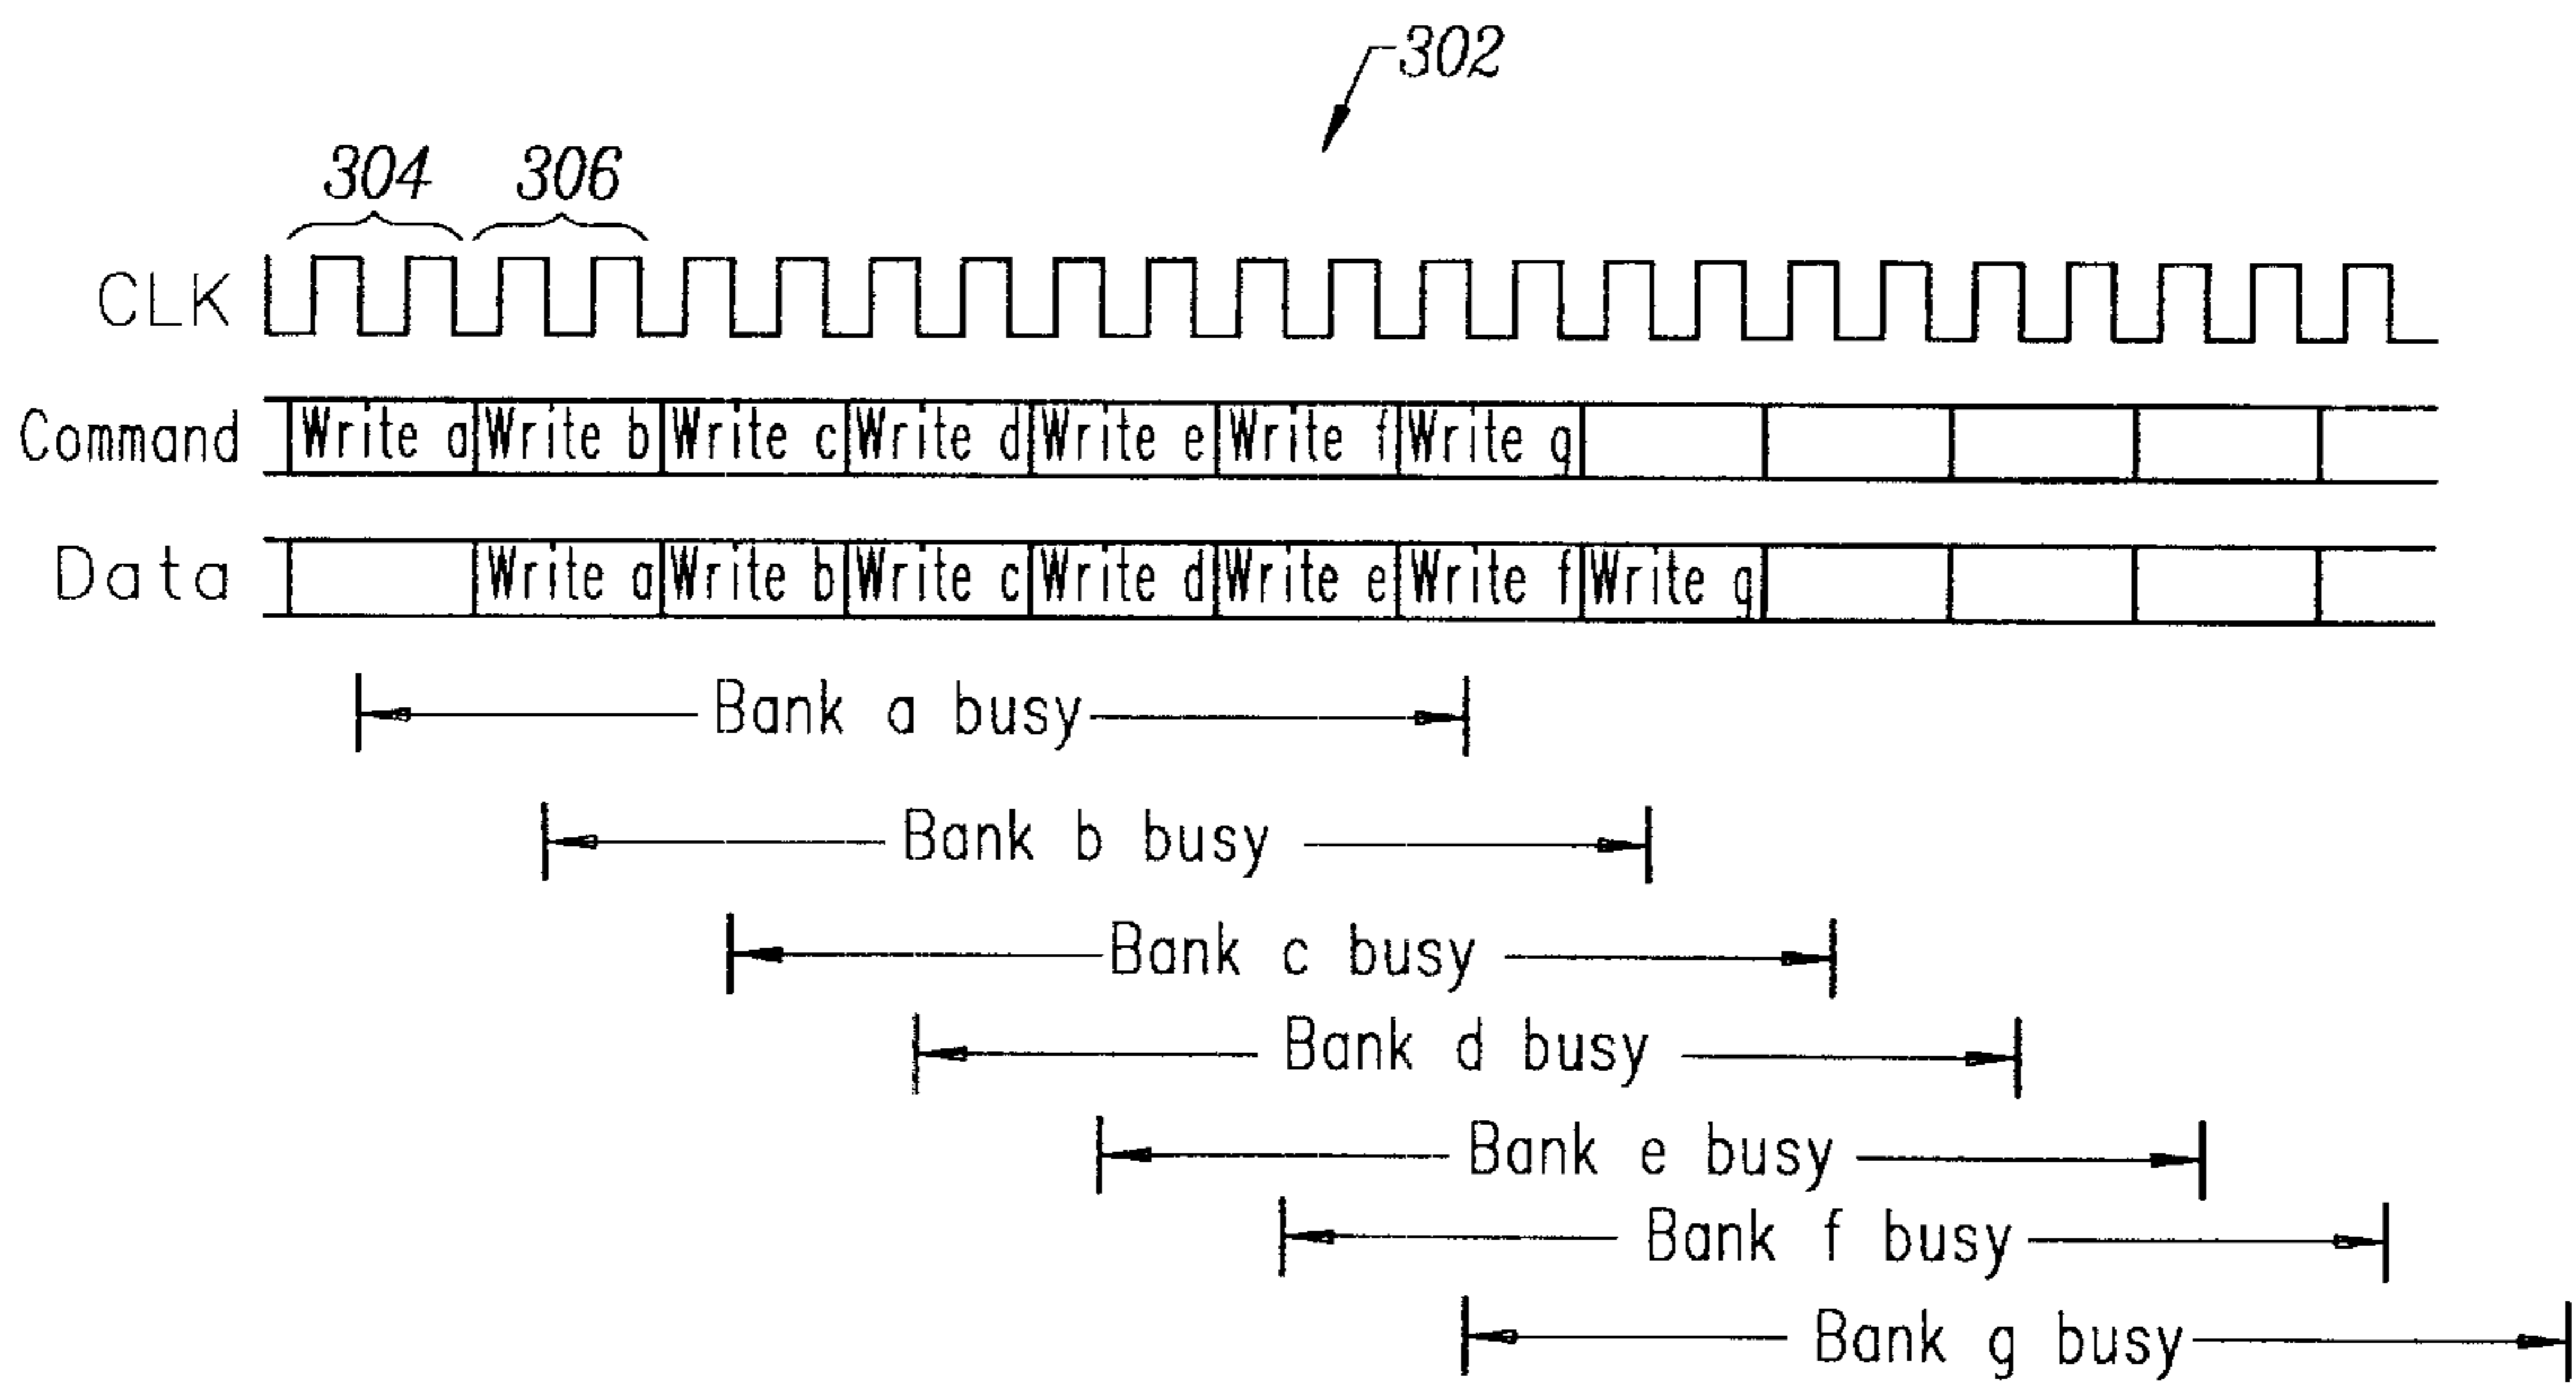 302
304 306
CLK
Command Write a Write b Write c Write d Write e Write f Write g
Data Write a Write b Write c Write d Write e Write f Write g
Bank a busy
Bank b busy
Bank c busy
Bank d busy
Bank e busy
Bank f busy
Bank g busy